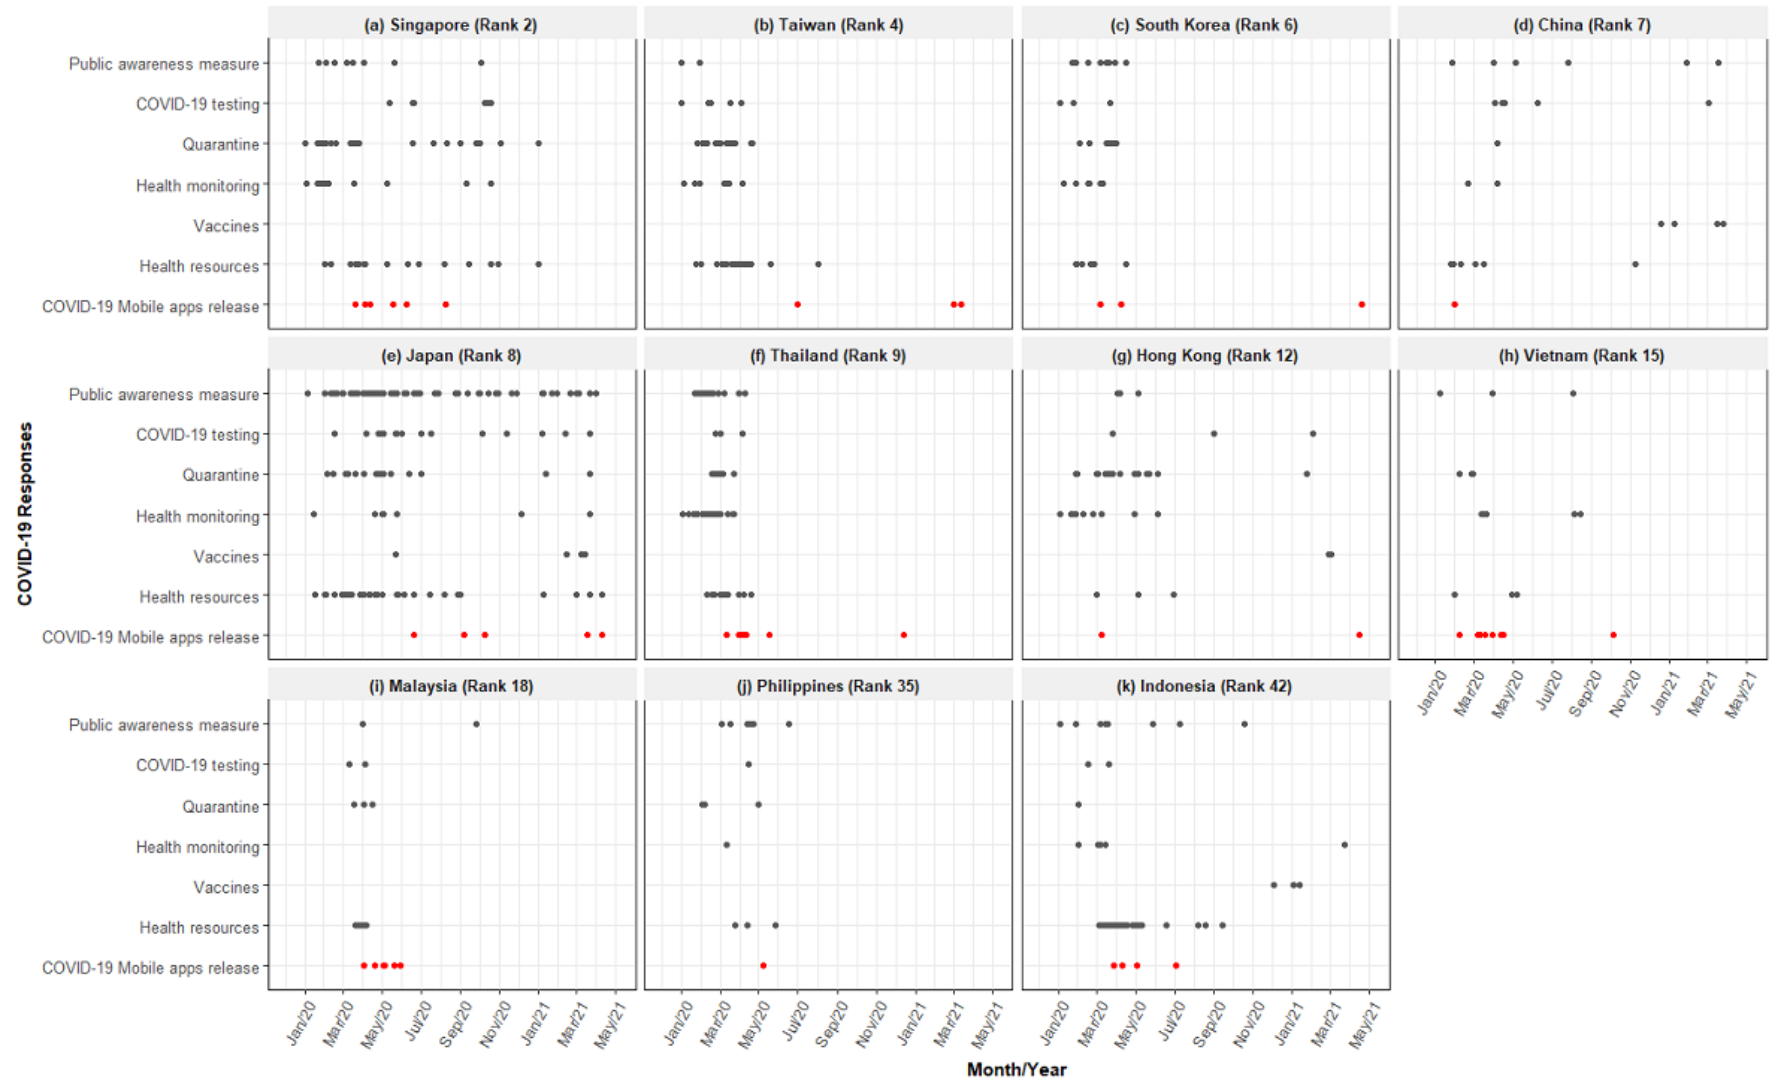 (a) Singapore (Rank 2)
(b) Taiwan (Rank 4)
(c) South Korea (Rank 6)
(d) China (Rank 7)
Public awareness measure
COVID-19 testing
Quarantine
Health monitoring
Vaccines
Health resources
COVID-19 Mobile apps release
(e) Japan (Rank 8)
(f) Thailand (Rank 9)
(g) Hong Kong (Rank 12)
(h) Vietnam (Rank 15)
Public awareness measure
COVID-19 testing
Quarantine
Health monitoring
Vaccines
Health resources
COVID-19 Mobile apps release
COVID-19 Responses
Jan/20 Mar/20 May/20 Jul/20 Sep/20 Nov/20 Jan/21 Mar/21 May/21
(i) Malaysia (Rank 18)
(j) Philippines (Rank 35)
(k) Indonesia (Rank 42)
Public awareness measure
COVID-19 testing
Quarantine
Health monitoring
Vaccines
Health resources
COVID-19 Mobile apps release
Jan/20 Mar/20 May/20 Jul/20 Sep/20 Nov/20 Jan/21 Mar/21 May/21
Jan/20 Mar/20 May/20 Jul/20 Sep/20 Nov/20 Jan/21 Mar/21 May/21
Jan/20 Mar/20 May/20 Jul/20 Sep/20 Nov/20 Jan/21 Mar/21 May/21
Month/Year